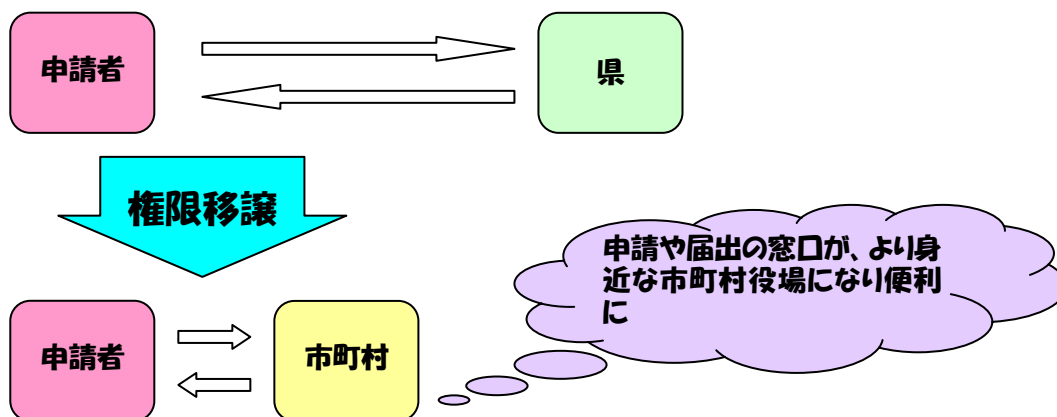 申請者
県
権限移譲
申請や届出の窓口が、より身
近な市町村役場になり便利
に
申請者
市町村